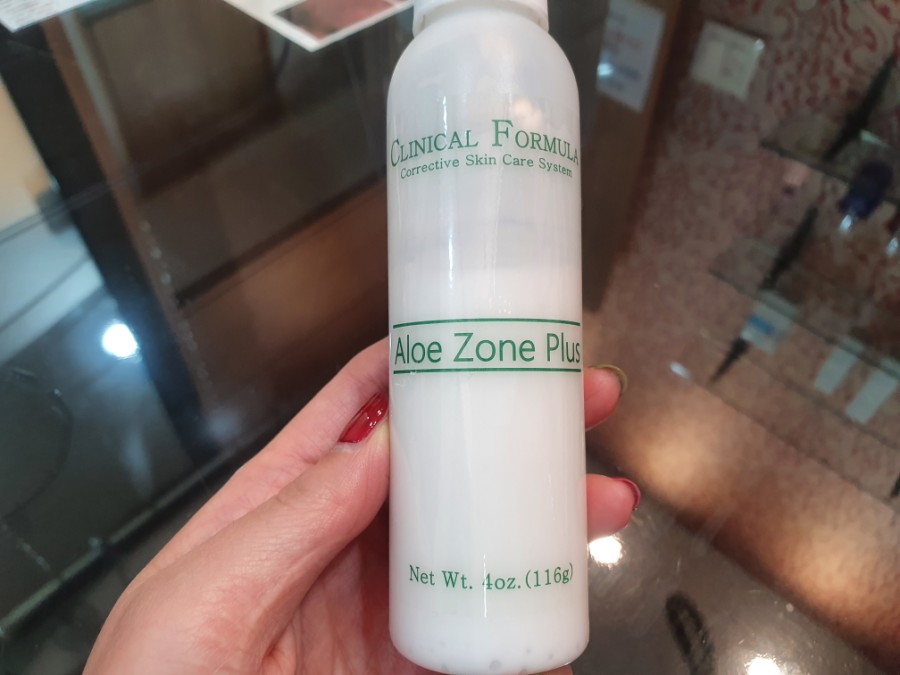 CLINICAL FORMULA
Corrective Skin Care System
Aloe Zone Plus
Net Wt. 4oz.(116g)